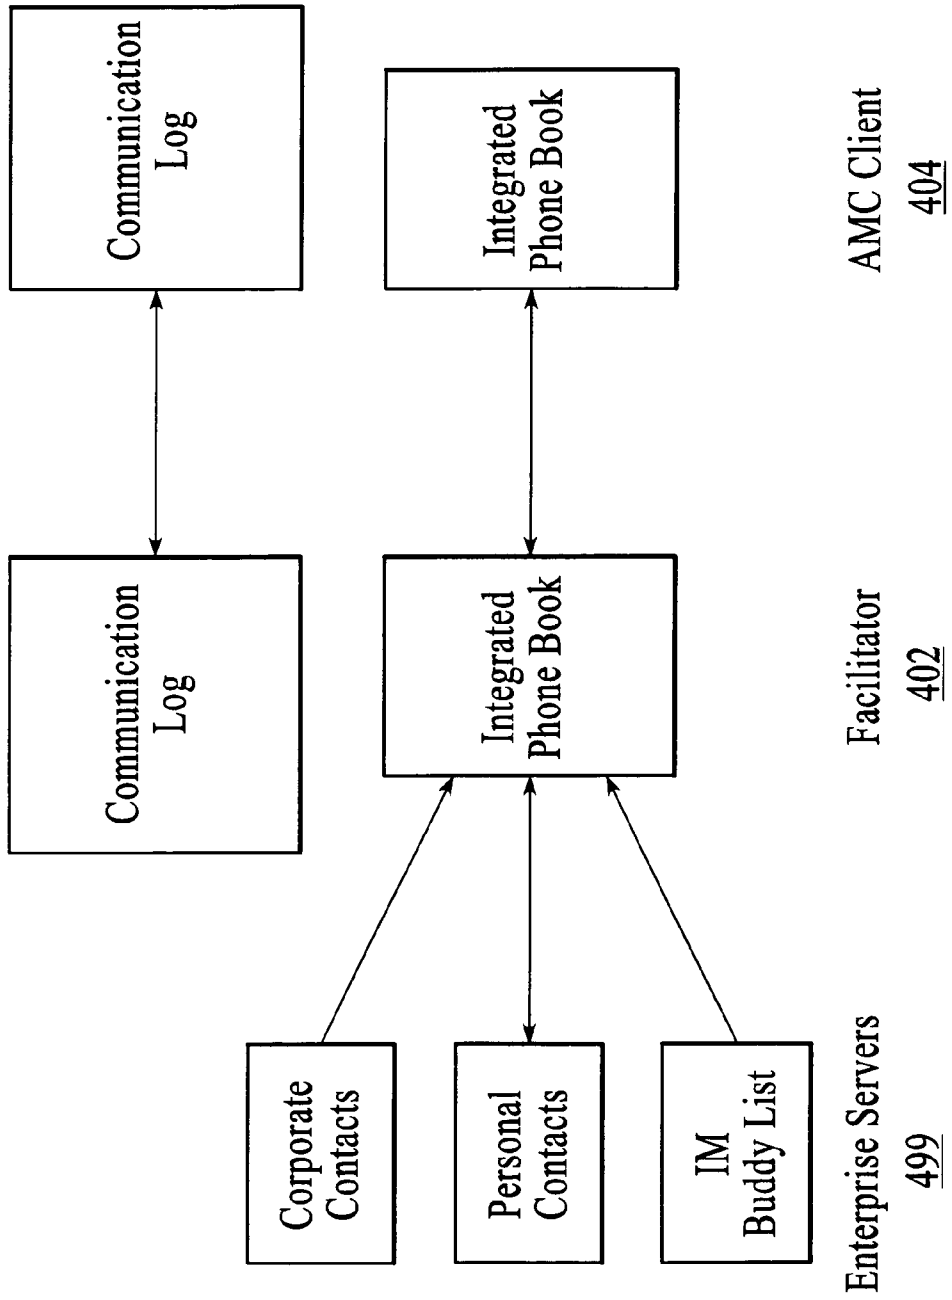 Communication
Log
Communication
Log
Corporate
Contacts
Personal
Contacts
IM
Buddy List
Integrated
Phone Book
Integrated
Phone Book
Enterprise Servers
499
Facilitator
402
AMC Client
404